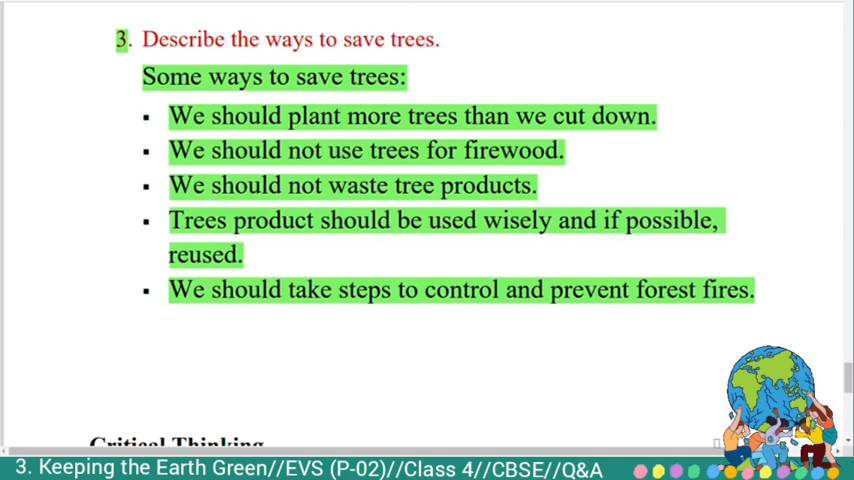 3. Describe the ways to save trees.
Some ways to save trees:
▪ We should plant more trees than we cut down.
▪ We should not use trees for firewood.
▪ We should not waste tree products.
▪ Trees product should be used wisely and if possible,
reused.
▪ We should take steps to control and prevent forest fires.
Critical Thinking
3. Keeping the Earth Green//EVS (P-02)//Class 4//CBSE//Q&A